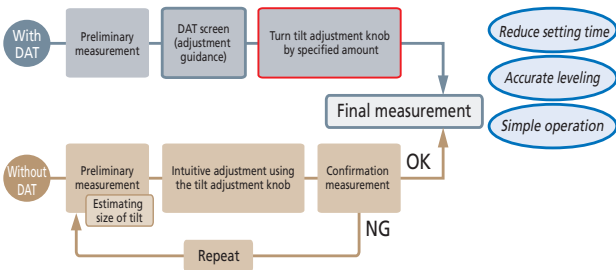 With
DAT
Preliminary
measurement
DAT screen
(adjustment
guidance)
Turn tilt adjustment knob
by specified amount
Reduce setting time
Accurate leveling
Simple operation
Final measurement
Without
DAT
Preliminary
measurement
Estimating
size of tilt
Intuitive adjustment using
the tilt adjustment knob
Confirmation
measurement
OK
NG
Repeat